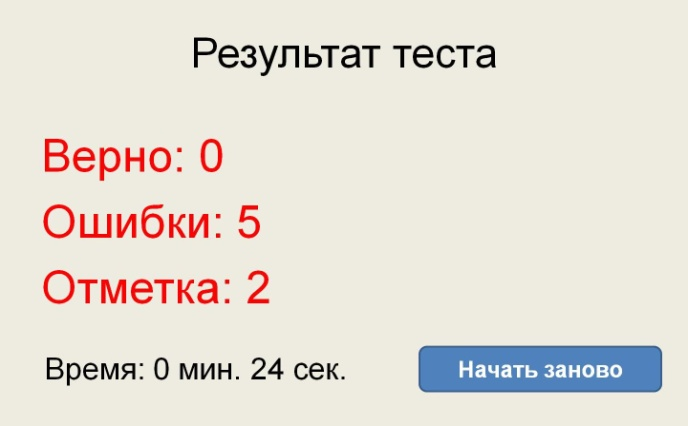 Результат теста
Верно: 0
Ошибки: 5
Отметка: 2
Время: 0 мин. 24 сек.
Начать заново